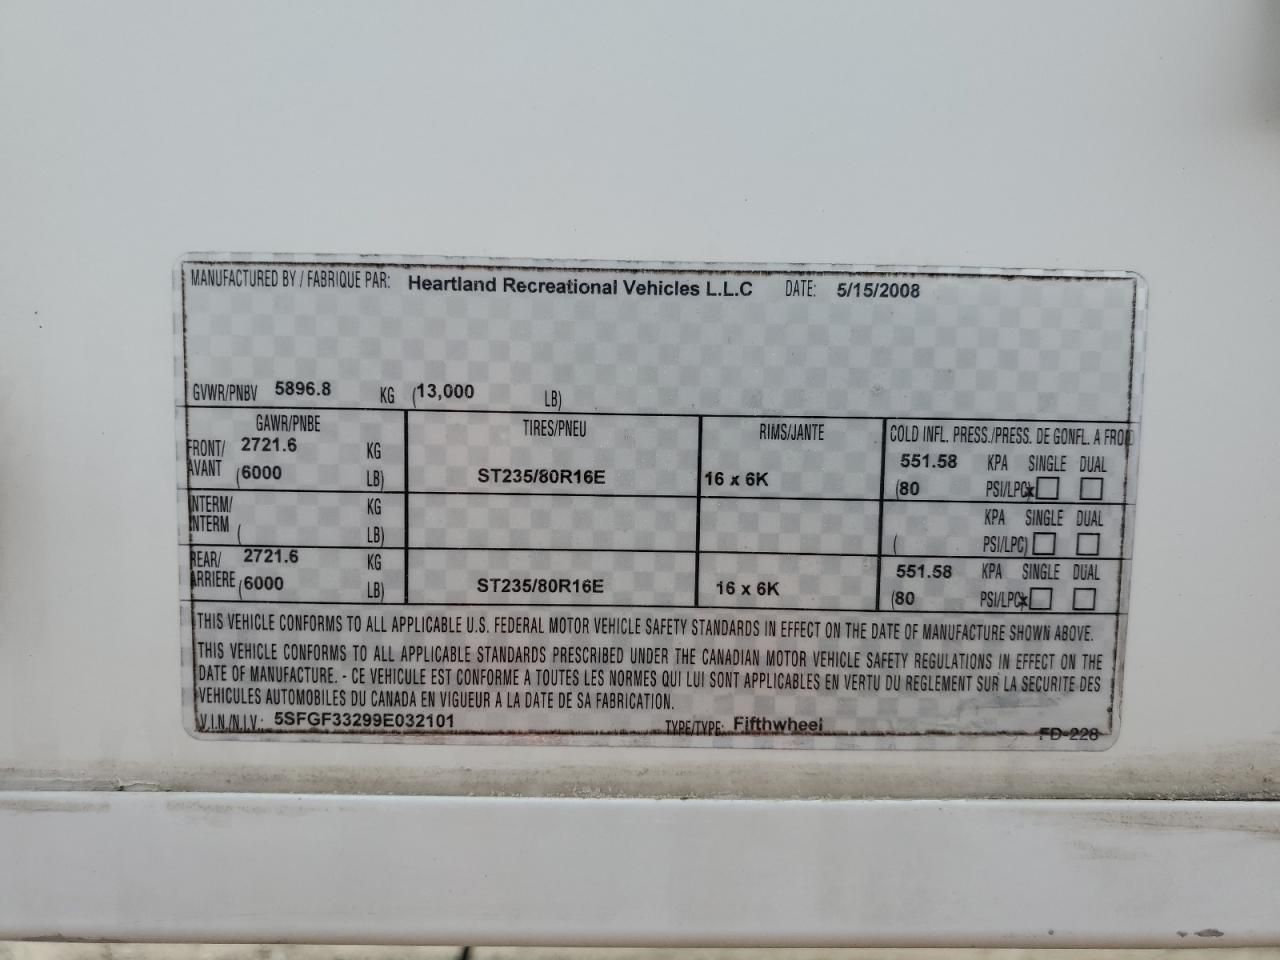 MANUFACTURED BY / FABRIQUE PAR: Heartland Recreational Vehicles L.L.C DATE: 5/15/2008
GVWR/PNBV 5896.8 KG (13,000 LB)
GAWR/PNBE TIRES/PNEU RIMS/JANTE COLD INFL. PRESS./PRESS. DE GONFL. A FROID
FRONT/ 2721.6 KG 551.58 KPA SINGLE DUAL
AVANT (6000 LB) ST235/80R16E 16 x 6K (80 PSI/LPC)x
INTERM/ KG KPA SINGLE DUAL
INTERM ( LB) ( PSI/LPC)
REAR/ 2721.6 KG 551.58 KPA SINGLE DUAL
ARRIERE (6000 LB) ST235/80R16E 16 x 6K (80 PSI/LPC)x
THIS VEHICLE CONFORMS TO ALL APPLICABLE U.S. FEDERAL MOTOR VEHICLE SAFETY STANDARDS IN EFFECT ON THE DATE OF MANUFACTURE SHOWN ABOVE.
THIS VEHICLE CONFORMS TO ALL APPLICABLE STANDARDS PRESCRIBED UNDER THE CANADIAN MOTOR VEHICLE SAFETY REGULATIONS IN EFFECT ON THE
DATE OF MANUFACTURE. - CE VEHICULE EST CONFORME A TOUTES LES NORMES QUI LUI SONT APPLICABLES EN VERTU DU REGLEMENT SUR LA SECURITE DES
VEHICULES AUTOMOBILES DU CANADA EN VIGUEUR A LA DATE DE SA FABRICATION.
V.I.N./N.I.V.: 5SFGF33299E032101 TYPE/TYPE: Fifthwheel FD-228